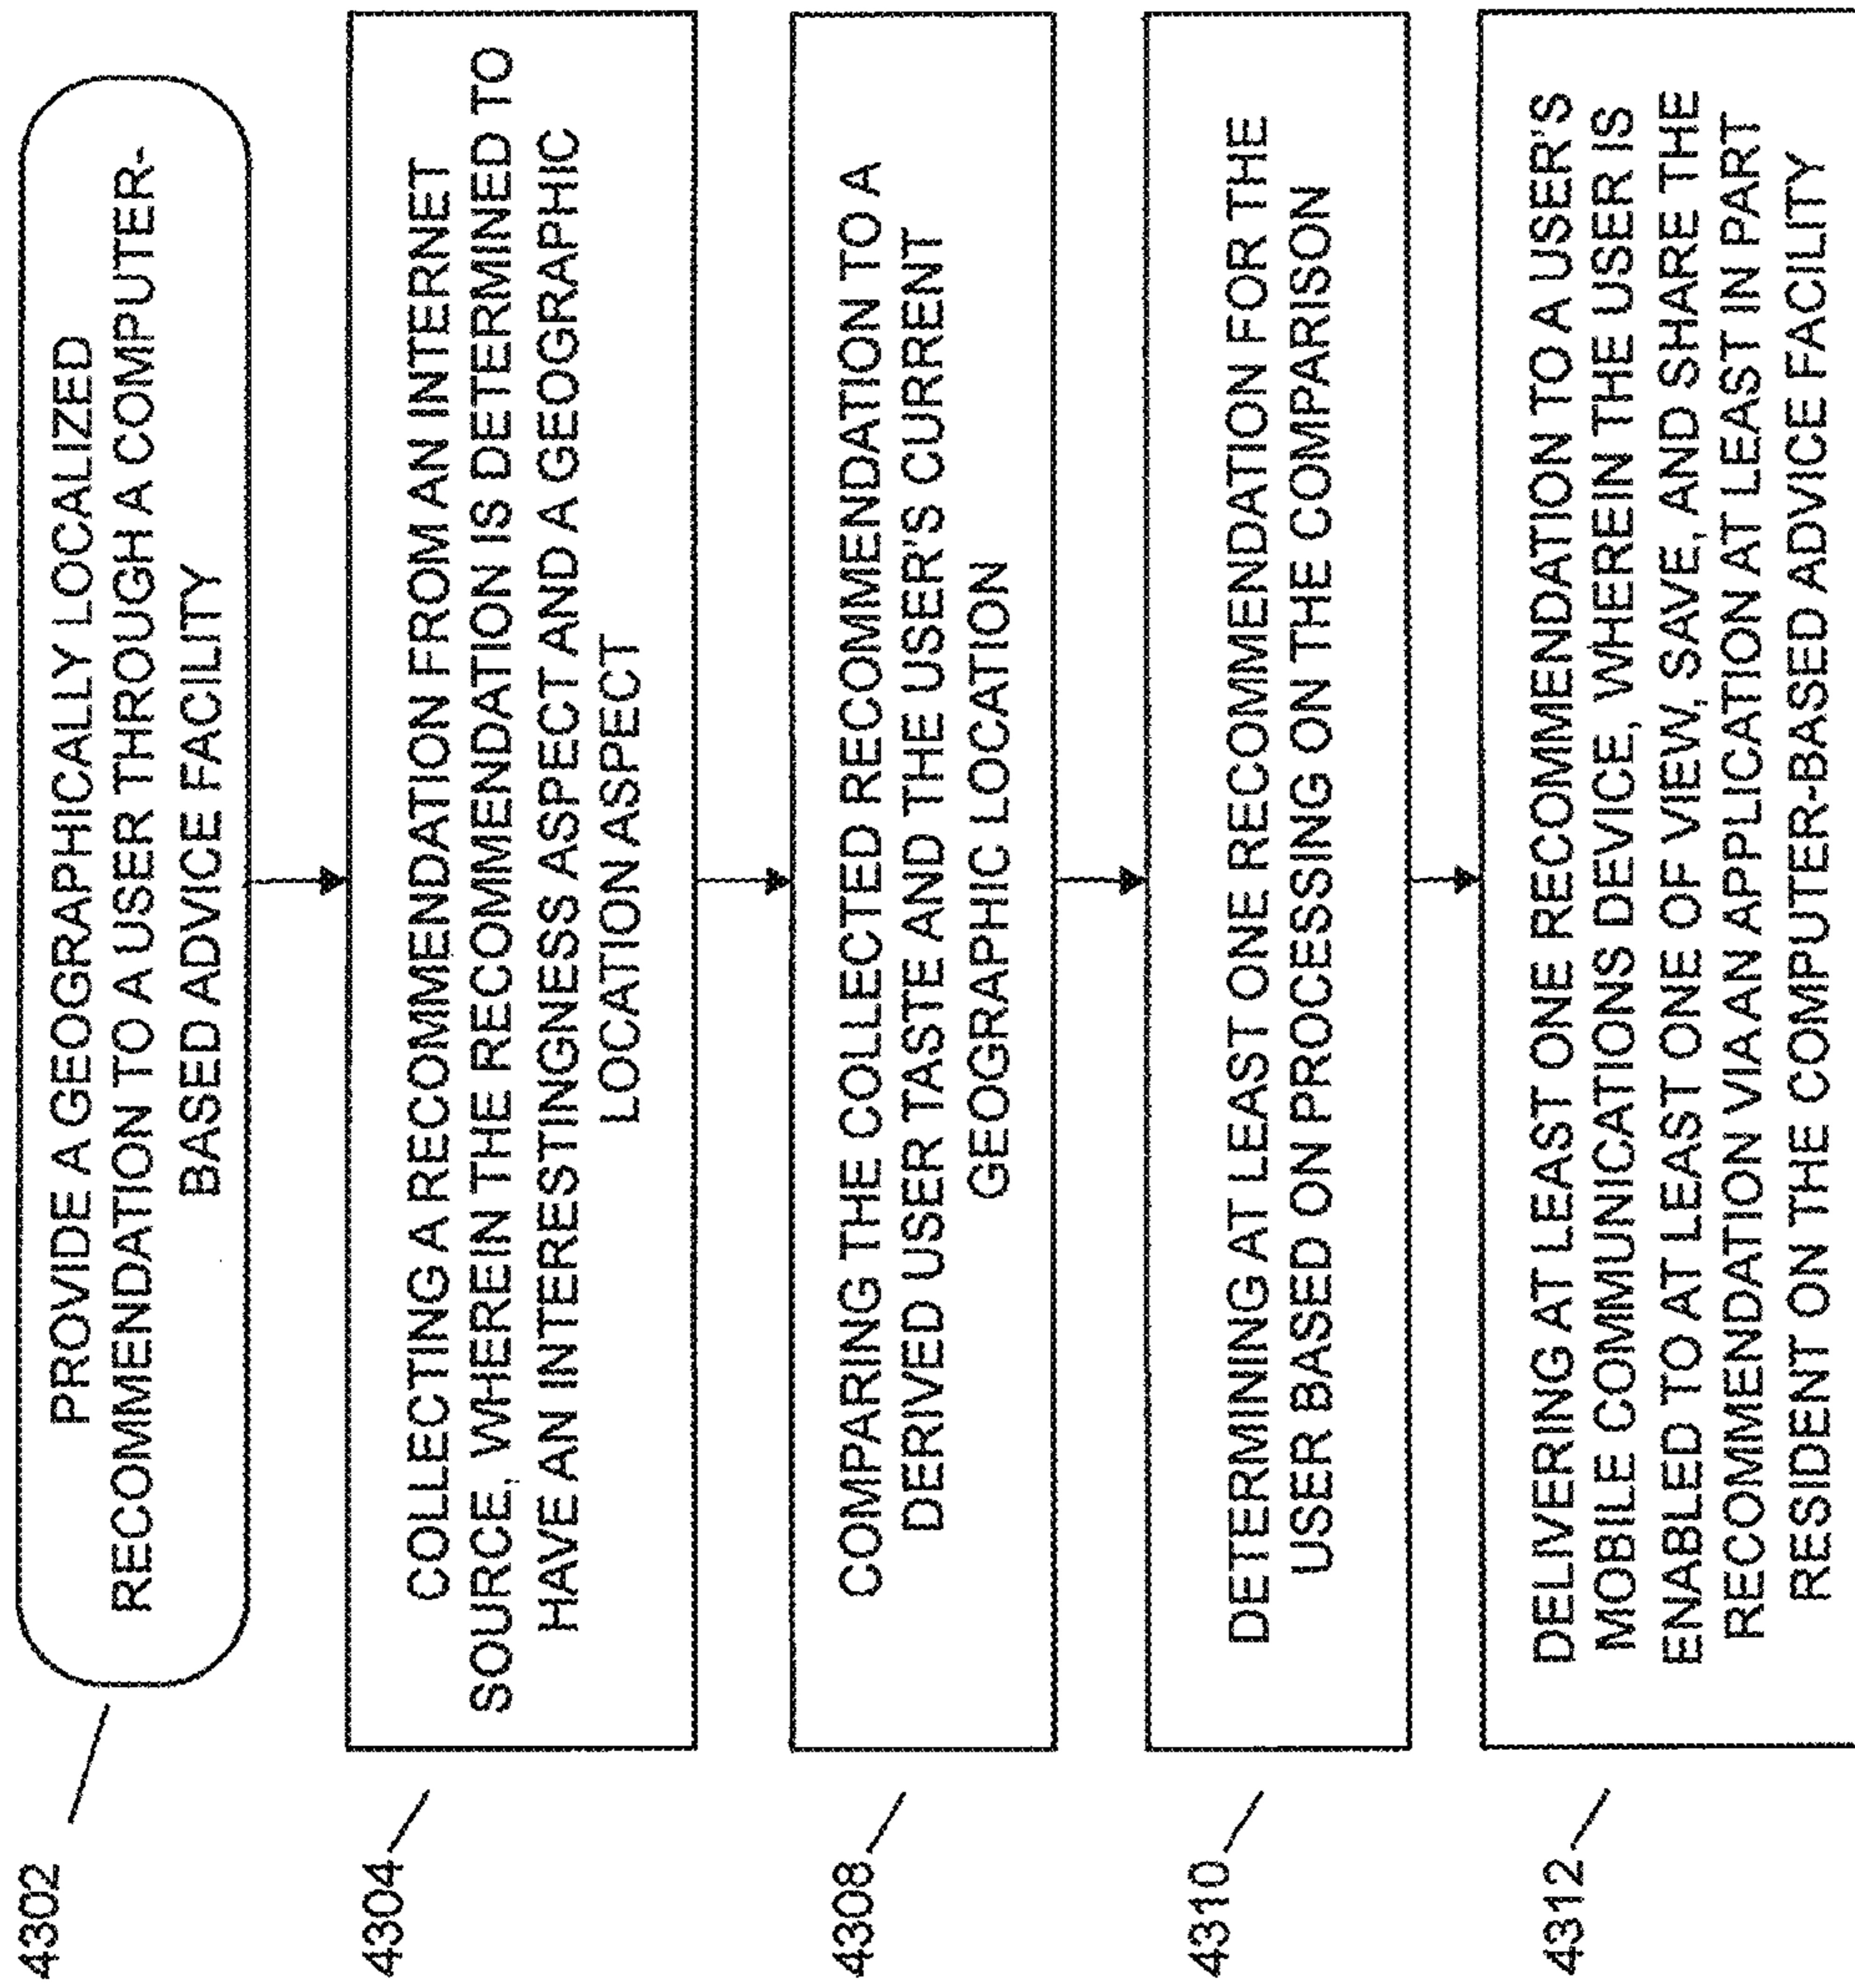 4302
PROVIDE A GEOGRAPHICALLY LOCALIZED
RECOMMENDATION TO A USER THROUGH A COMPUTER-
BASED ADVICE FACILITY
4304
COLLECTING A RECOMMENDATION FROM AN INTERNET
SOURCE, WHEREIN THE RECOMMENDATION IS DETERMINED TO
HAVE AN INTERESTINGNESS ASPECT AND A GEOGRAPHIC
LOCATION ASPECT
4308
COMPARING THE COLLECTED RECOMMENDATION TO A
DERIVED USER TASTE AND THE USER'S CURRENT
GEOGRAPHIC LOCATION
4310
DETERMINING AT LEAST ONE RECOMMENDATION FOR THE
USER BASED ON PROCESSING ON THE COMPARISON
4312
DELIVERING AT LEAST ONE RECOMMENDATION TO A USER'S
MOBILE COMMUNICATIONS DEVICE, WHEREIN THE USER IS
ENABLED TO AT LEAST ONE OF VIEW, SAVE, AND SHARE THE
RECOMMENDATION VIA AN APPLICATION AT LEAST IN PART
RESIDENT ON THE COMPUTER-BASED ADVICE FACILITY